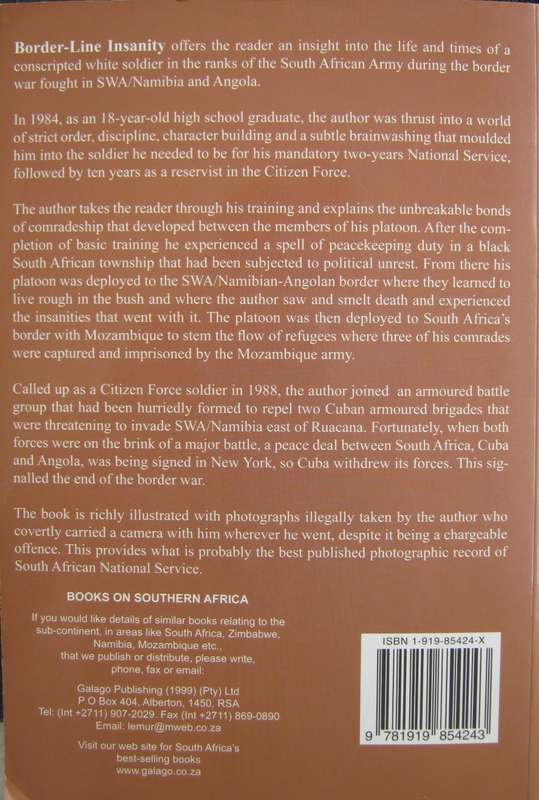 Border-Line Insanity offers the reader an insight into the life and times of a
conscripted white soldier in the ranks of the South African Army during the border
war fought in SWA/Namibia and Angola.
In 1984, as an 18-year-old high school graduate, the author was thrust into a world
of strict order, discipline, character building and a subtle brainwashing that moulded
him into the soldier he needed to be for his mandatory two-years National Service,
followed by ten years as a reservist in the Citizen Force.
The author takes the reader through his training and explains the unbreakable bonds
of comradeship that developed between the members of his platoon. After the com-
pletion of basic training he experienced a spell of peacekeeping duty in a black
South African township that had been subjected to political unrest. From there his
platoon was deployed to the SWA/Namibian-Angolan border where they learned to
live rough in the bush and where the author saw and smelt death and experienced
the insanities that went with it. The platoon was then deployed to South Africa's
border with Mozambique to stem the flow of refugees where three of his comrades
were captured and imprisoned by the Mozambique army.
Called up as a Citizen Force soldier in 1988, the author joined an armoured battle
group that had been hurriedly formed to repel two Cuban armoured brigades that
were threatening to invade SWA/Namibia east of Ruacana. Fortunately, when both
forces were on the brink of a major battle, a peace deal between South Africa, Cuba
and Angola, was being signed in New York, so Cuba withdrew its forces. This sig-
nalled the end of the border war.
The book is richly illustrated with photographs illegally taken by the author who
covertly carried a camera with him wherever he went, despite it being a chargeable
offence. This provides what is probably the best published photographic record of
South African National Service.
BOOKS ON SOUTHERN AFRICA
If you would like details of similar books relating to the
sub-continent, in areas like South Africa, Zimbabwe,
Namibia, Mozambique etc.,
that we publish or distribute, please write,
phone, fax or email:
Galago Publishing (1999) (Pty) Ltd
P O Box 404, Alberton, 1450, RSA
Tel: (Int +2711) 907-2029. Fax (Int +2711) 869-0890
Email: lemur@mweb.co.za
Visit our web site for South Africa's
best-selling books
www.galago.co.za
ISBN 1-919-85424-X
9 781919 854243